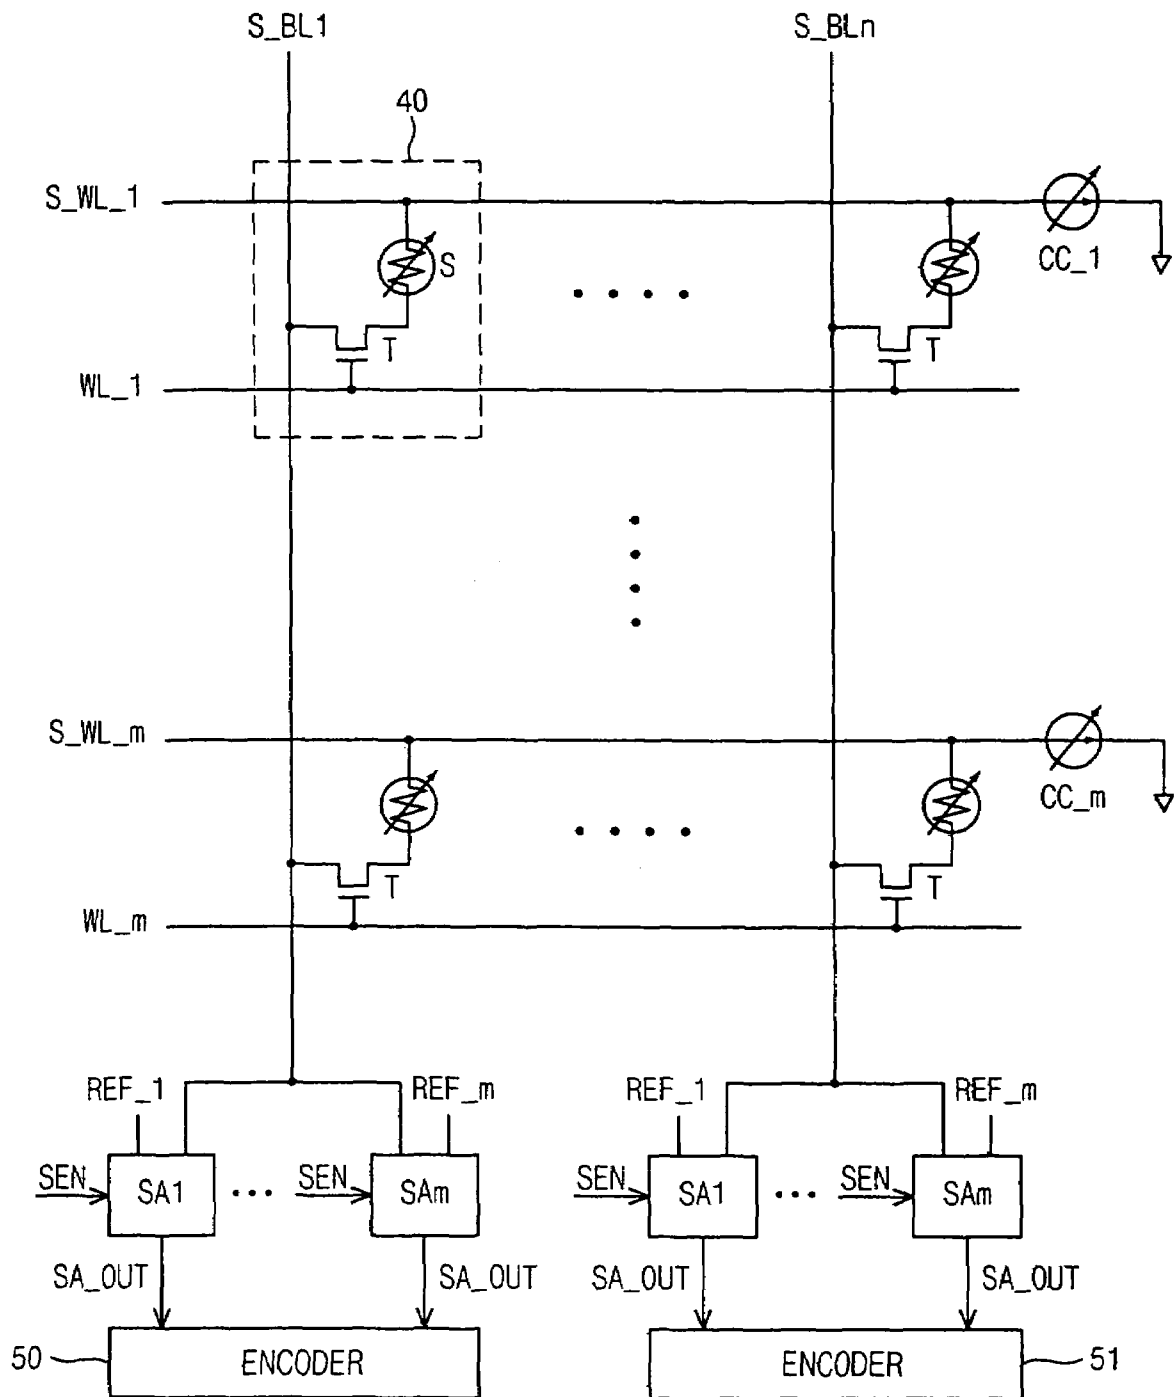 S_BL1 S_BLn
40
S_WL_1
S
CC_1
T T
WL_1
S_WL_m
CC_m
T T
WL_m
REF_1 REF_m REF_1 REF_m
SEN SA1 SEN SAm SEN SA1 SEN SAm
SA_OUT SA_OUT SA_OUT SA_OUT
50 ENCODER ENCODER 51